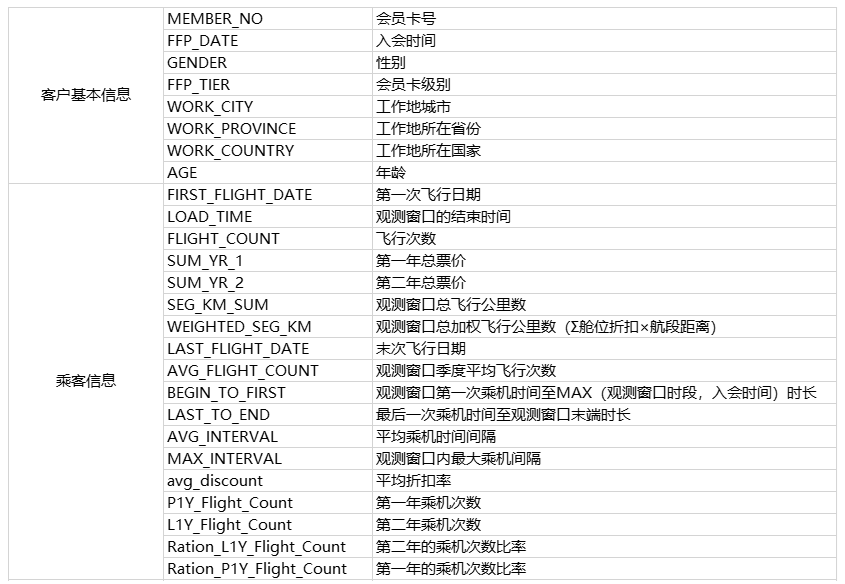 客户基本信息
MEMBER_NO 会员卡号
FFP_DATE 入会时间
GENDER 性别
FFP_TIER 会员卡级别
WORK_CITY 工作地城市
WORK_PROVINCE 工作地所在省份
WORK_COUNTRY 工作地所在国家
AGE 年龄
乘客信息
FIRST_FLIGHT_DATE 第一次飞行日期
LOAD_TIME 观测窗口的结束时间
FLIGHT_COUNT 飞行次数
SUM_YR_1 第一年总票价
SUM_YR_2 第二年总票价
SEG_KM_SUM 观测窗口总飞行公里数
WEIGHTED_SEG_KM 观测窗口总加权飞行公里数（Σ舱位折扣×航段距离）
LAST_FLIGHT_DATE 末次飞行日期
AVG_FLIGHT_COUNT 观测窗口季度平均飞行次数
BEGIN_TO_FIRST 观测窗口第一次乘机时间至MAX（观测窗口时段，入会时间）时长
LAST_TO_END 最后一次乘机时间至观测窗口末端时长
AVG_INTERVAL 平均乘机时间间隔
MAX_INTERVAL 观测窗口内最大乘机间隔
avg_discount 平均折扣率
P1Y_Flight_Count 第一年乘机次数
L1Y_Flight_Count 第二年乘机次数
Ration_L1Y_Flight_Count 第二年的乘机次数比率
Ration_P1Y_Flight_Count 第一年的乘机次数比率